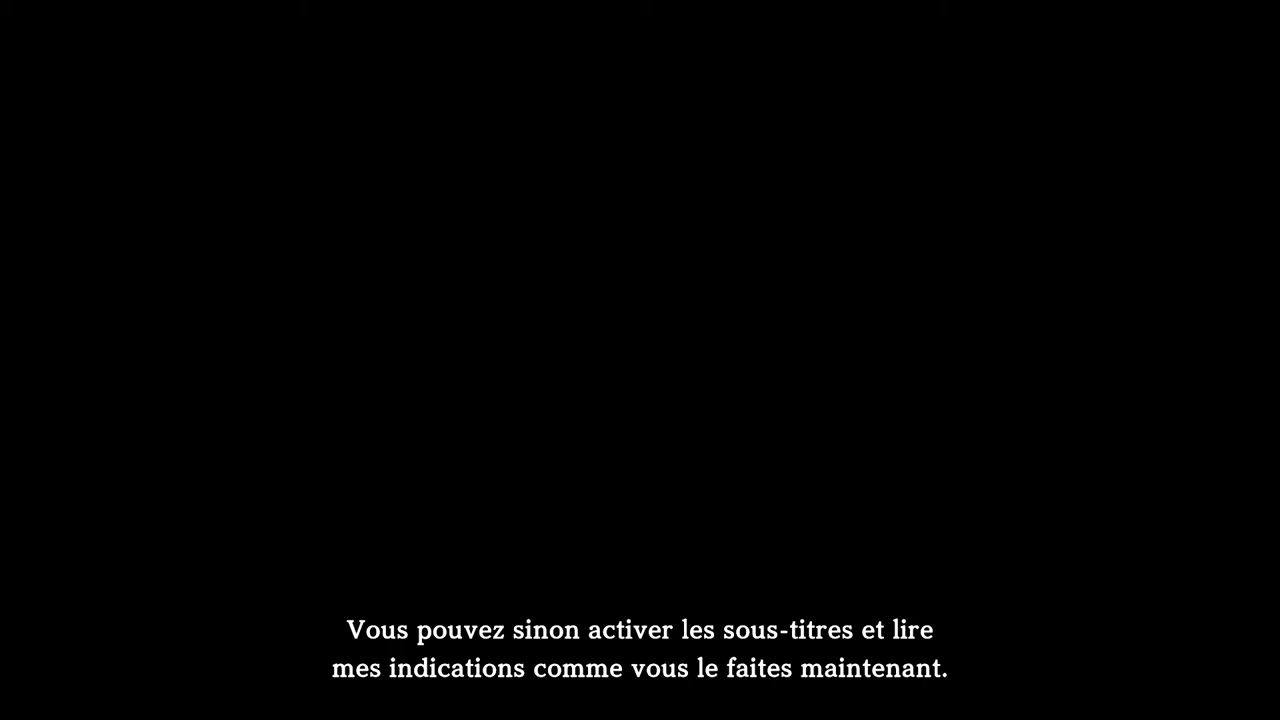 Vous pouvez sinon activer les sous-titres et lire
mes indications comme vous le faites maintenant.